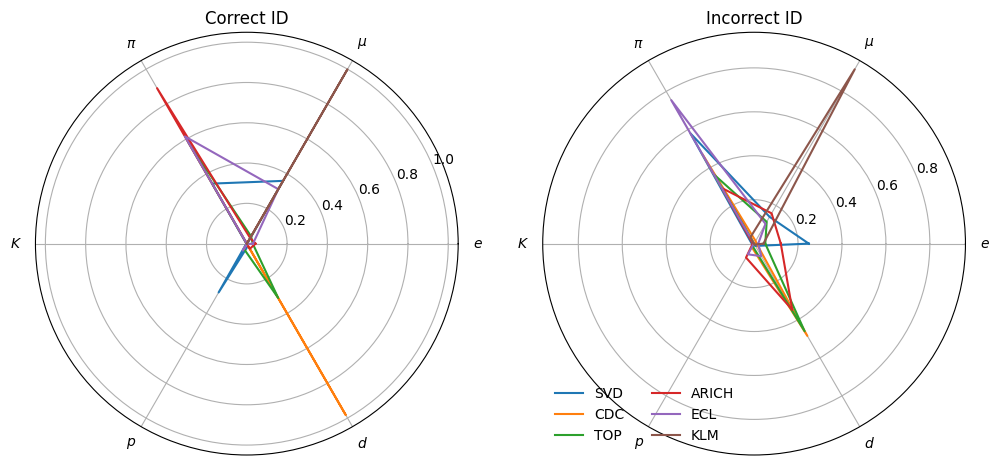 Correct ID
Incorrect ID
π
μ
K
e
p
d
0.2
0.4
0.6
0.8
1.0
π
μ
K
e
p
d
0.2
0.4
0.6
0.8
SVD
CDC
TOP
ARICH
ECL
KLM